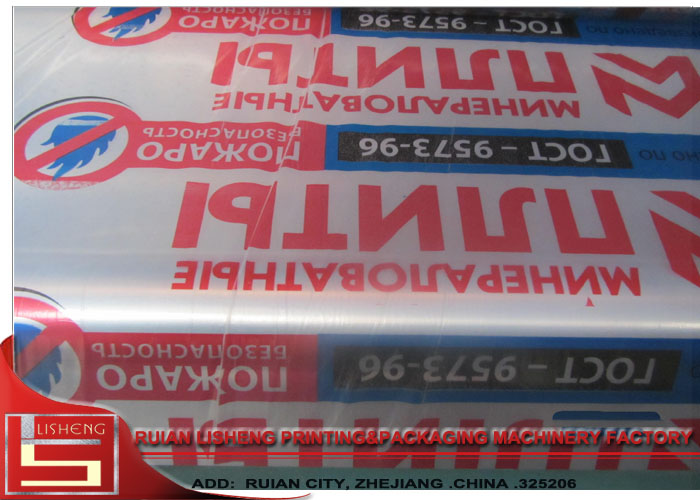 ПОЖАРО
БЕЗОПАСНОСТЬ
ГОСТ – 9573-96
МИНЕРАЛОВАТНЫЕ
ПЛИТЫ
ПОЖАРО
БЕЗОПАСНОСТЬ
ГОСТ – 9573-96
по
МИНЕРАЛОВАТНЫЕ
ПЛИТЫ
ПОЖАРО
БЕЗОПАСНОСТЬ
ГОСТ – 9573-96
LISHENG
RUIAN LISHENG PRINTING&PACKAGING MACHINERY FACTORY
ADD: RUIAN CITY, ZHEJIANG .CHINA .325206